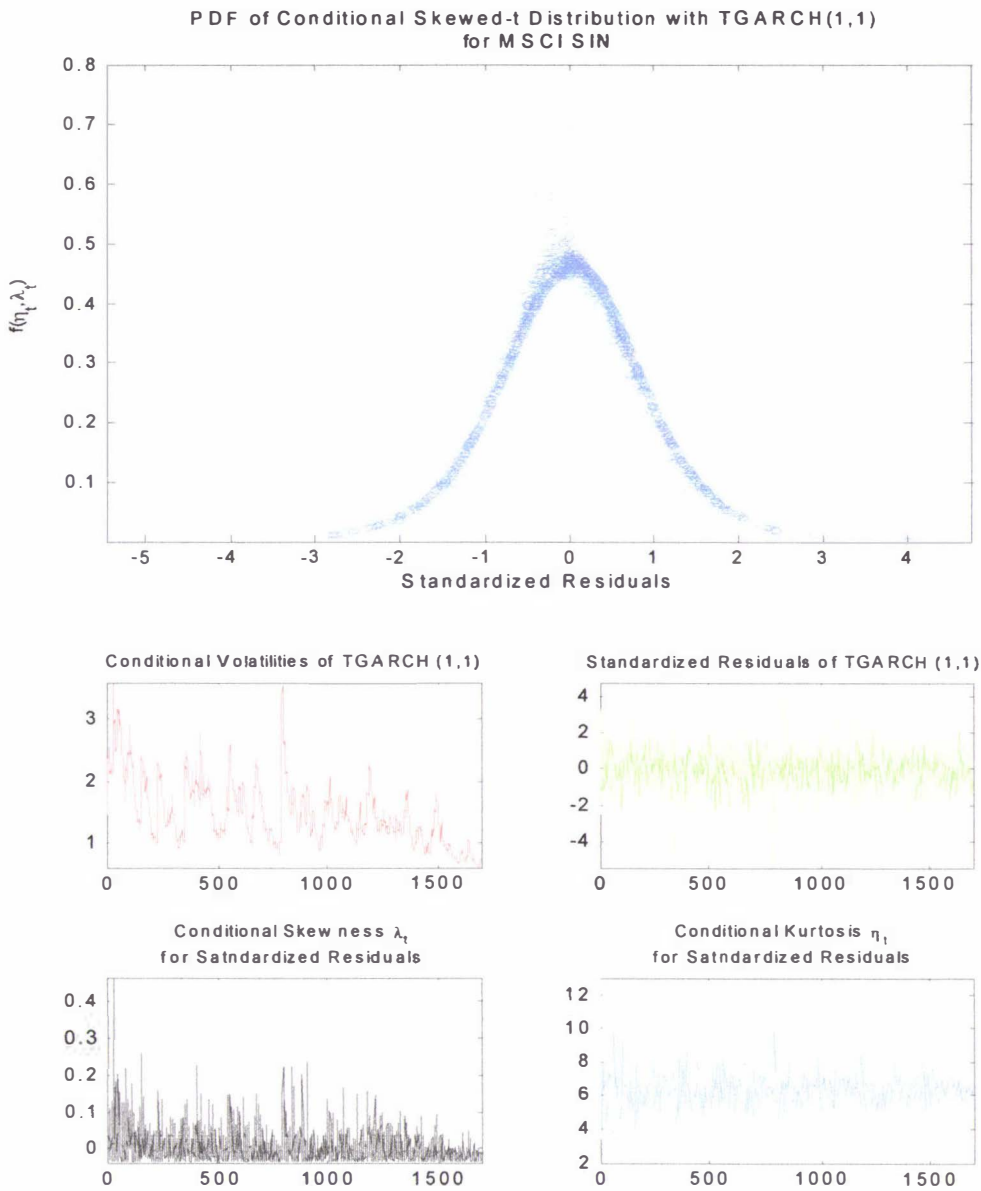 PDF of Conditional Skewed-t Distribution with TGARCH(1,1)
for MSCI SIN
0.8
0.7
0.6
0.5
0.4
0.3
0.2
0.1
f(ηt,λt)
-5 -4 -3 -2 -1 0 1 2 3 4
Standardized Residuals
Conditional Volatilities of TGARCH (1,1)
3
2
1
0 500 1000 1500
Standardized Residuals of TGARCH (1,1)
4
2
0
-2
-4
0 500 1000 1500
Conditional Skewness λt
for Satndardized Residuals
0.4
0.3
0.2
0.1
0
0 500 1000 1500
Conditional Kurtosis ηt
for Satndardized Residuals
12
10
8
6
4
2
0 500 1000 1500